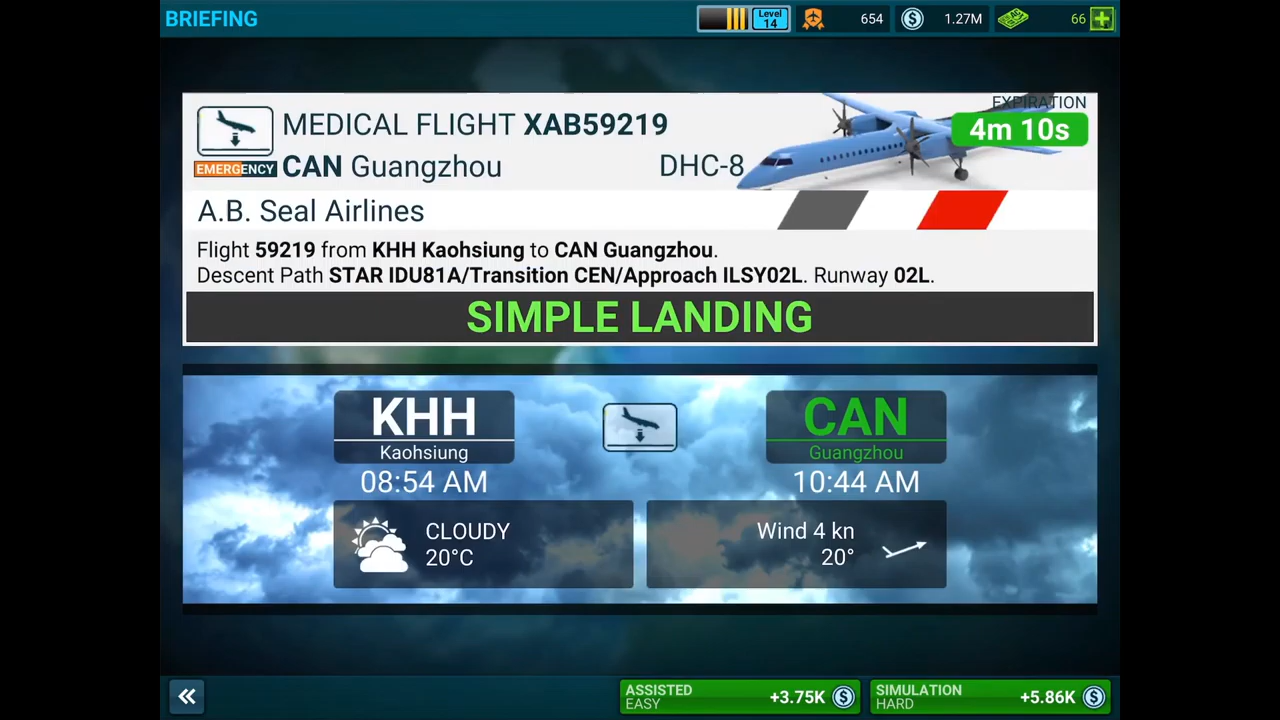 BRIEFING
Level 14
654
1.27M
66
EXPIRATION
4m 10s
MEDICAL FLIGHT XAB59219
EMERGENCY
CAN Guangzhou
DHC-8
A.B. Seal Airlines
Flight 59219 from KHH Kaohsiung to CAN Guangzhou.
Descent Path STAR IDU81A/Transition CEN/Approach ILSY02L. Runway 02L.
SIMPLE LANDING
KHH
Kaohsiung
08:54 AM
CAN
Guangzhou
10:44 AM
CLOUDY
20°C
Wind 4 kn
20°
ASSISTED
EASY
+3.75K
SIMULATION
HARD
+5.86K